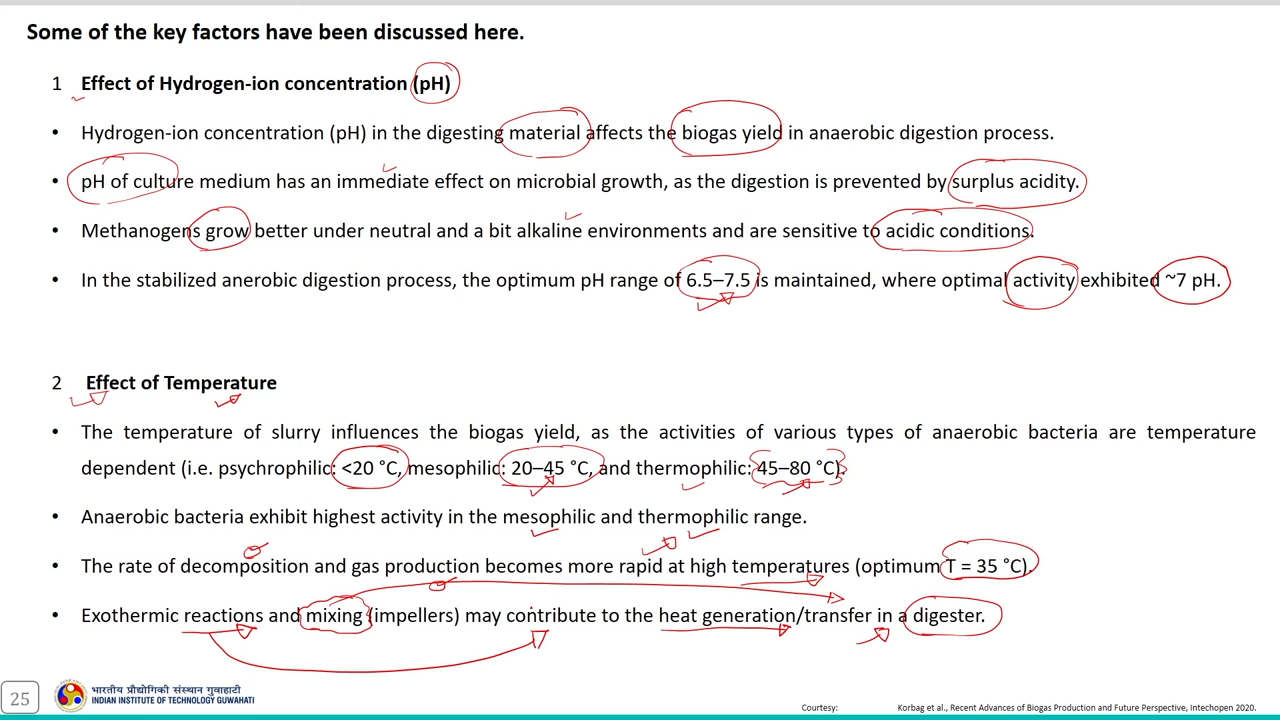 Some of the key factors have been discussed here.
1 Effect of Hydrogen-ion concentration (pH)
• Hydrogen-ion concentration (pH) in the digesting material affects the biogas yield in anaerobic digestion process.
• pH of culture medium has an immediate effect on microbial growth, as the digestion is prevented by surplus acidity.
• Methanogens grow better under neutral and a bit alkaline environments and are sensitive to acidic conditions.
• In the stabilized anerobic digestion process, the optimum pH range of 6.5–7.5 is maintained, where optimal activity exhibited ~7 pH.
2 Effect of Temperature
• The temperature of slurry influences the biogas yield, as the activities of various types of anaerobic bacteria are temperature
dependent (i.e. psychrophilic: <20 °C, mesophilic: 20–45 °C, and thermophilic: 45–80 °C).
• Anaerobic bacteria exhibit highest activity in the mesophilic and thermophilic range.
• The rate of decomposition and gas production becomes more rapid at high temperatures (optimum T = 35 °C).
• Exothermic reactions and mixing (impellers) may contribute to the heat generation/transfer in a digester.
25
भारतीय प्रौद्योगिकी संस्थान गुवाहाटी
INDIAN INSTITUTE OF TECHNOLOGY GUWAHATI
Courtesy: Korbag et al., Recent Advances of Biogas Production and Future Perspective, Intechopen 2020.